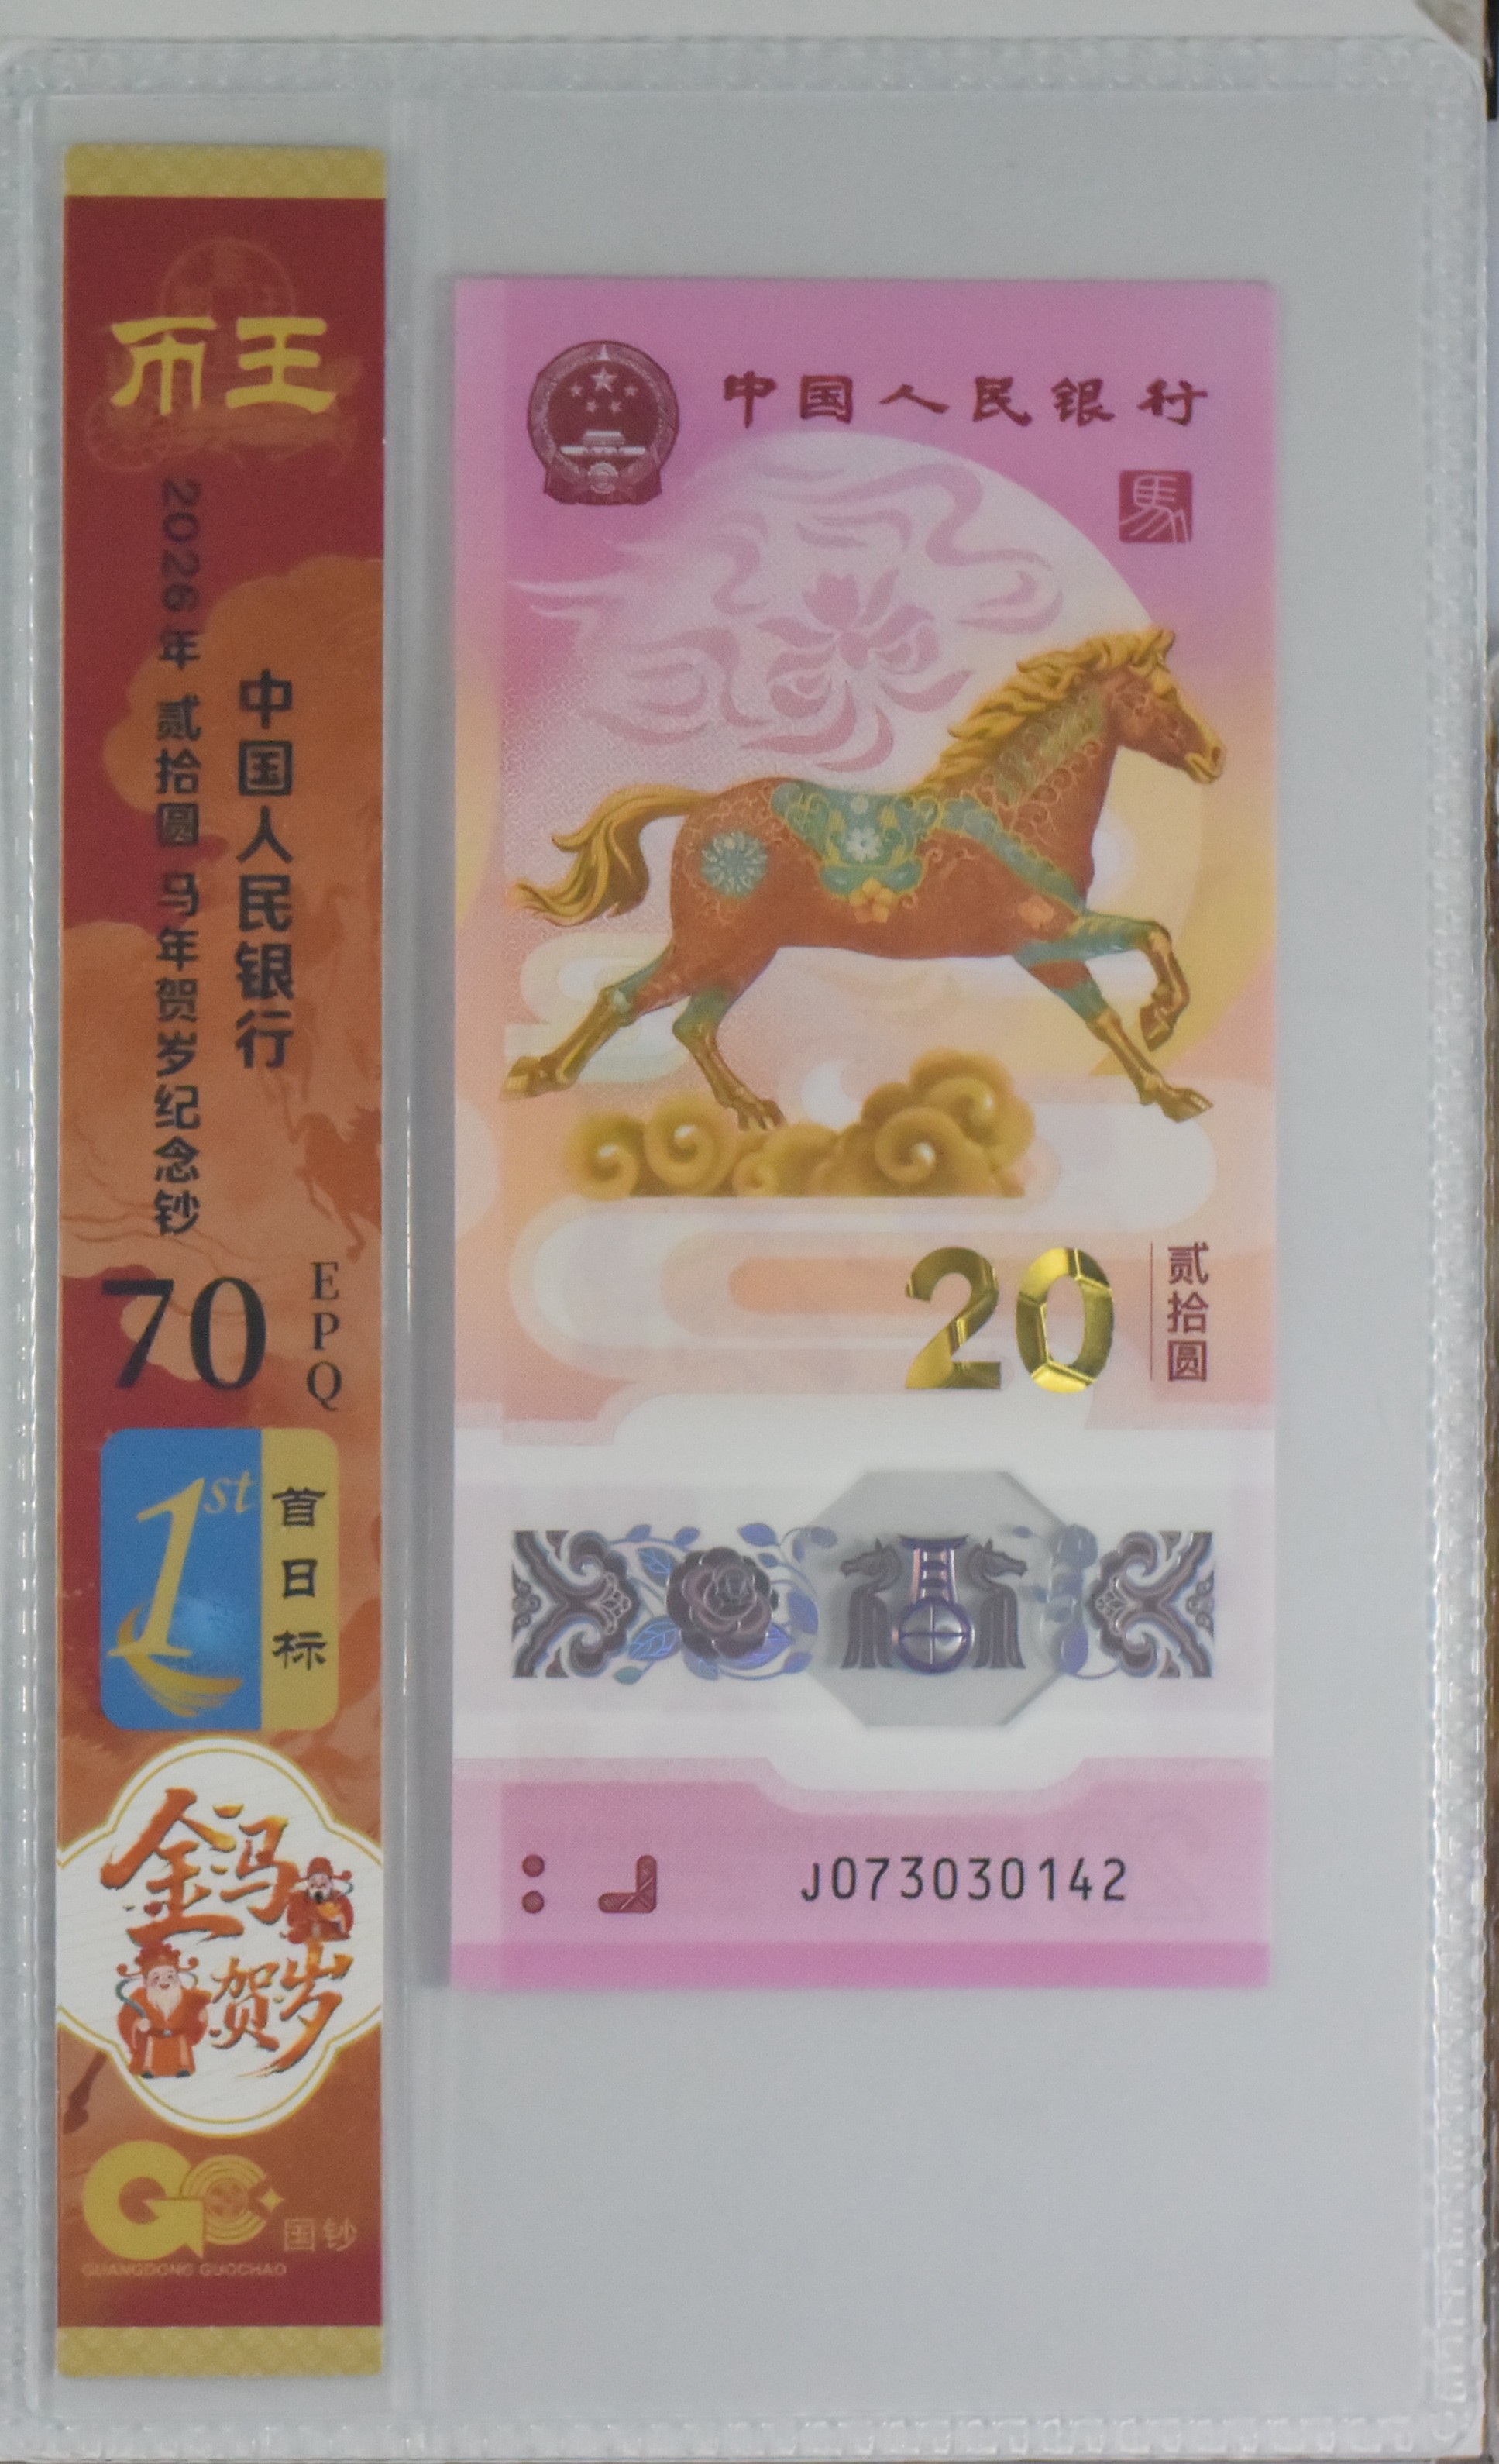 币王
中国人民银行
2026年 贰拾圆 马年贺岁纪念钞
70
EPQ
1st
首日标
金马
贺岁
GC
国钞
GUANGDONG GUOCHAO
中国人民银行
馬
20
贰拾圆
J073030142